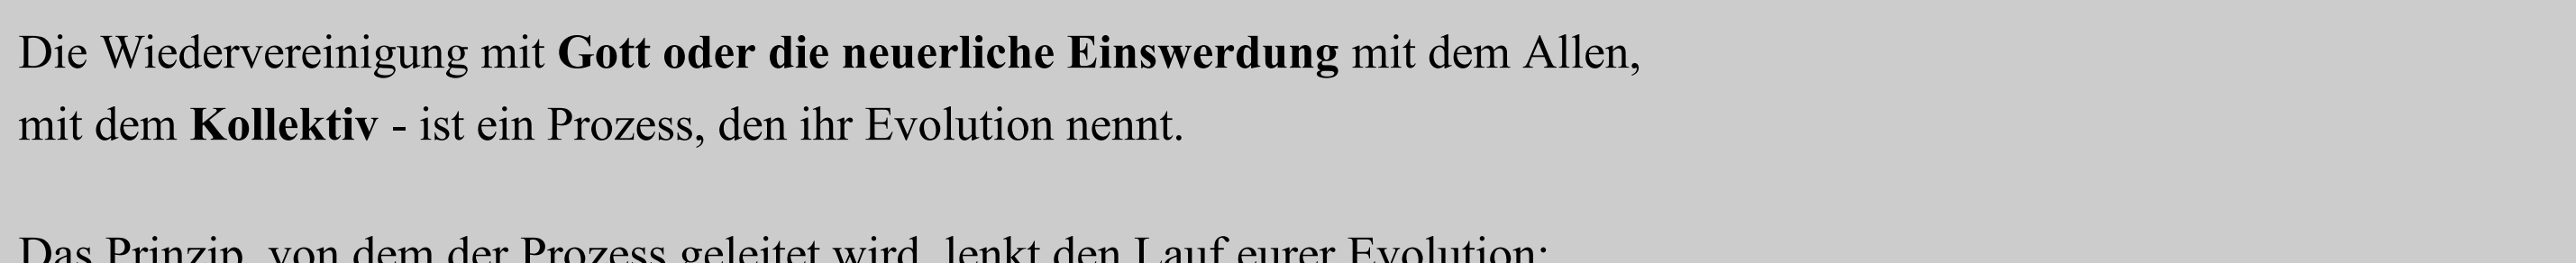 Die Wiedervereinigung mit Gott oder die neuerliche Einswerdung mit dem Allen,
mit dem Kollektiv - ist ein Prozess, den ihr Evolution nennt.
Das Prinzip, von dem der Prozess geleitet wird, lenkt den Lauf eurer Evolution: